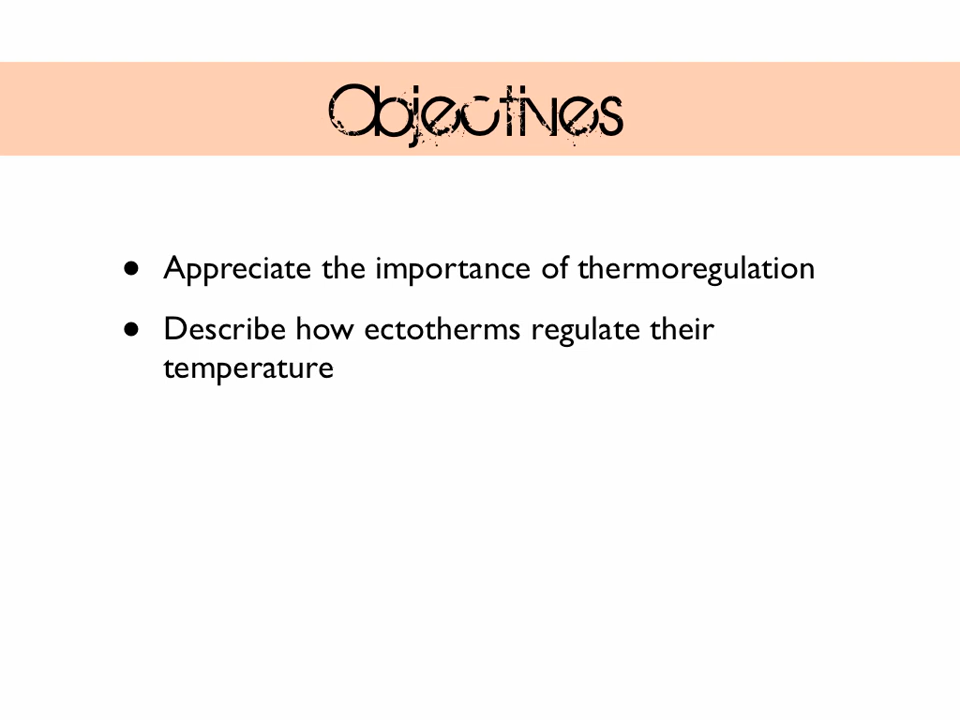 Objectives
• Appreciate the importance of thermoregulation
• Describe how ectotherms regulate their
temperature